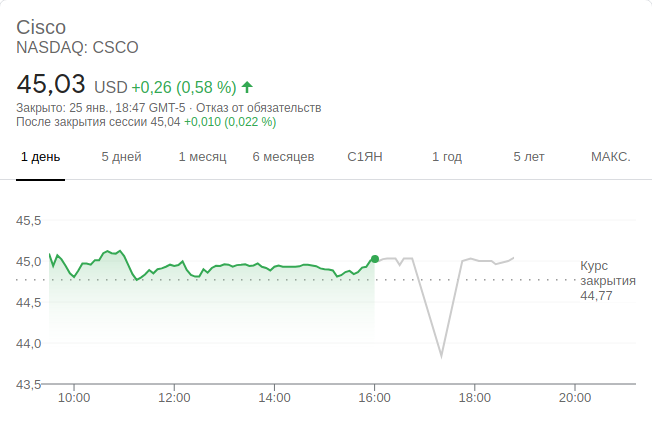 Cisco
NASDAQ: CSCO
45,03 USD +0,26 (0,58 %)
Закрыто: 25 янв., 18:47 GMT-5 · Отказ от обязательств
После закрытия сессии 45,04 +0,010 (0,022 %)
1 день 5 дней 1 месяц 6 месяцев С1ЯН 1 год 5 лет МАКС.
45,5
45,0
44,5
44,0
43,5
Курс
закрытия
44,77
10:00 12:00 14:00 16:00 18:00 20:00